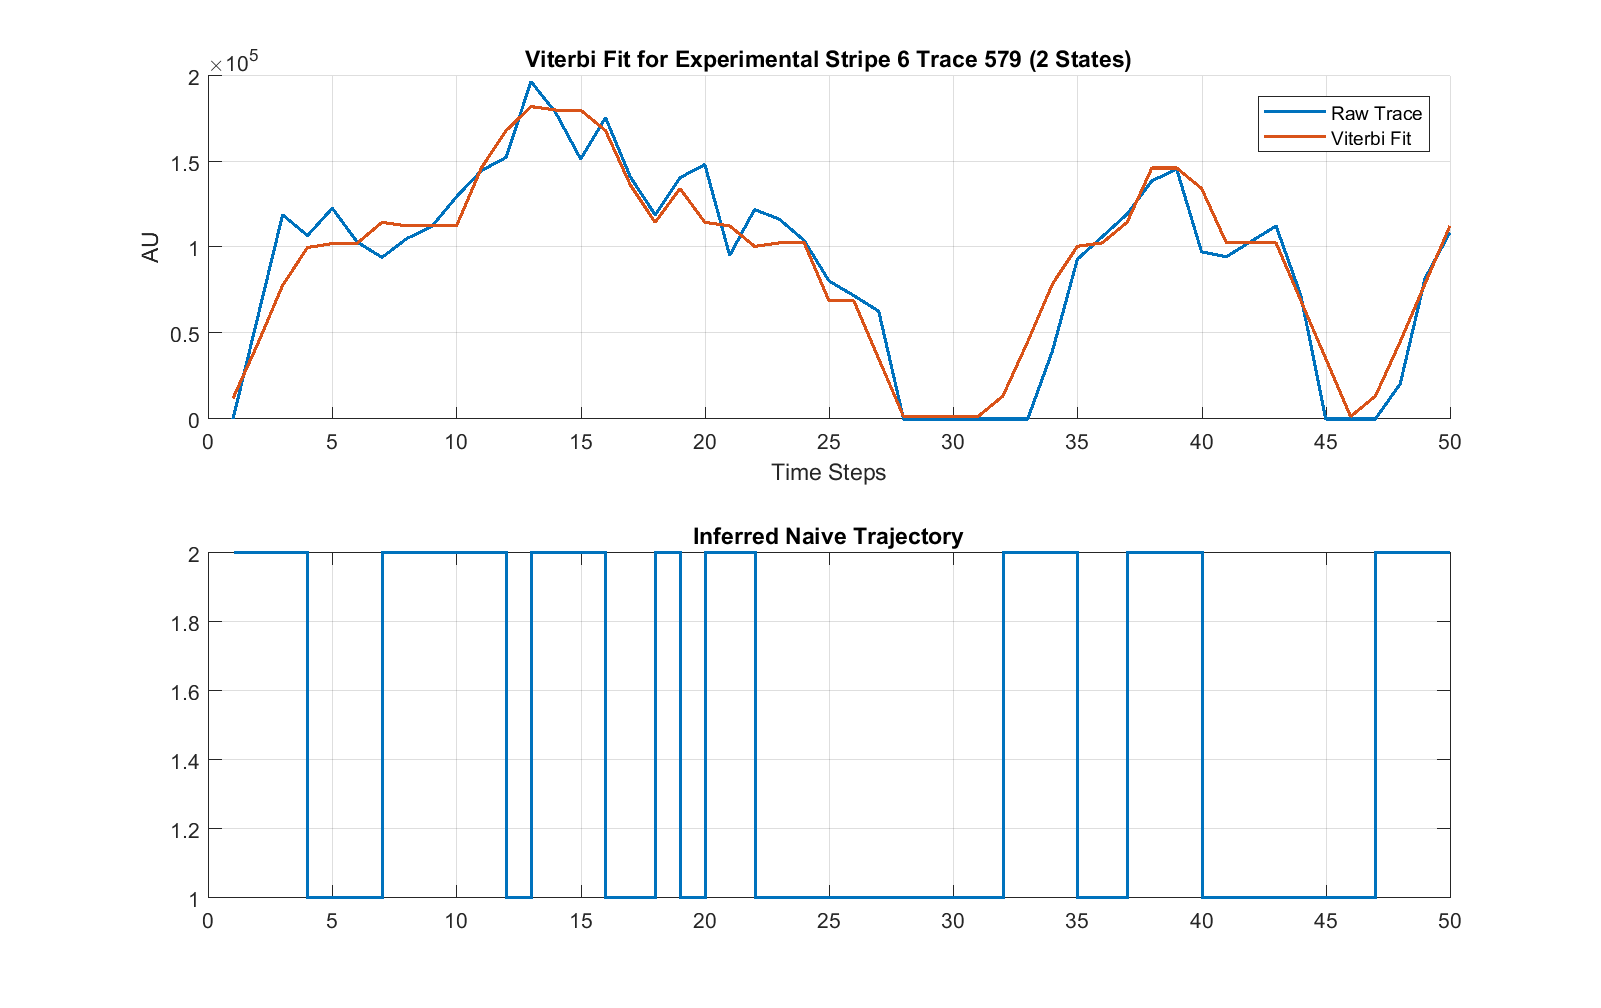 Viterbi Fit for Experimental Stripe 6 Trace 579 (2 States)
×10⁵
2
1.5
1
0.5
0
AU
Raw Trace
Viterbi Fit
0 5 10 15 20 25 30 35 40 45 50
Time Steps
Inferred Naive Trajectory
2
1.8
1.6
1.4
1.2
1
0 5 10 15 20 25 30 35 40 45 50